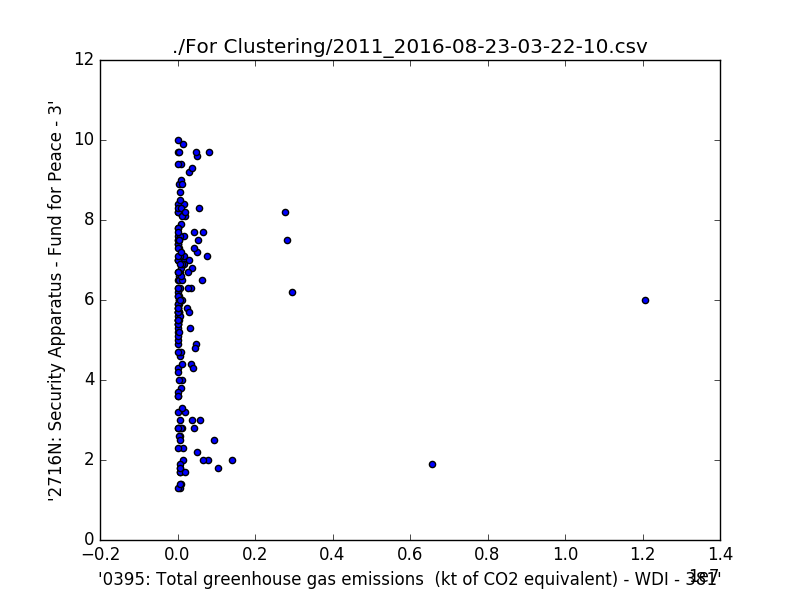 ./For Clustering/2011_2016-08-23-03-22-10.csv
12
10
8
6
4
2
0
'2716N: Security Apparatus - Fund for Peace - 3'
−0.2 0.0 0.2 0.4 0.6 0.8 1.0 1.2 1.4
1e7
'0395: Total greenhouse gas emissions (kt of CO2 equivalent) - WDI - 381'